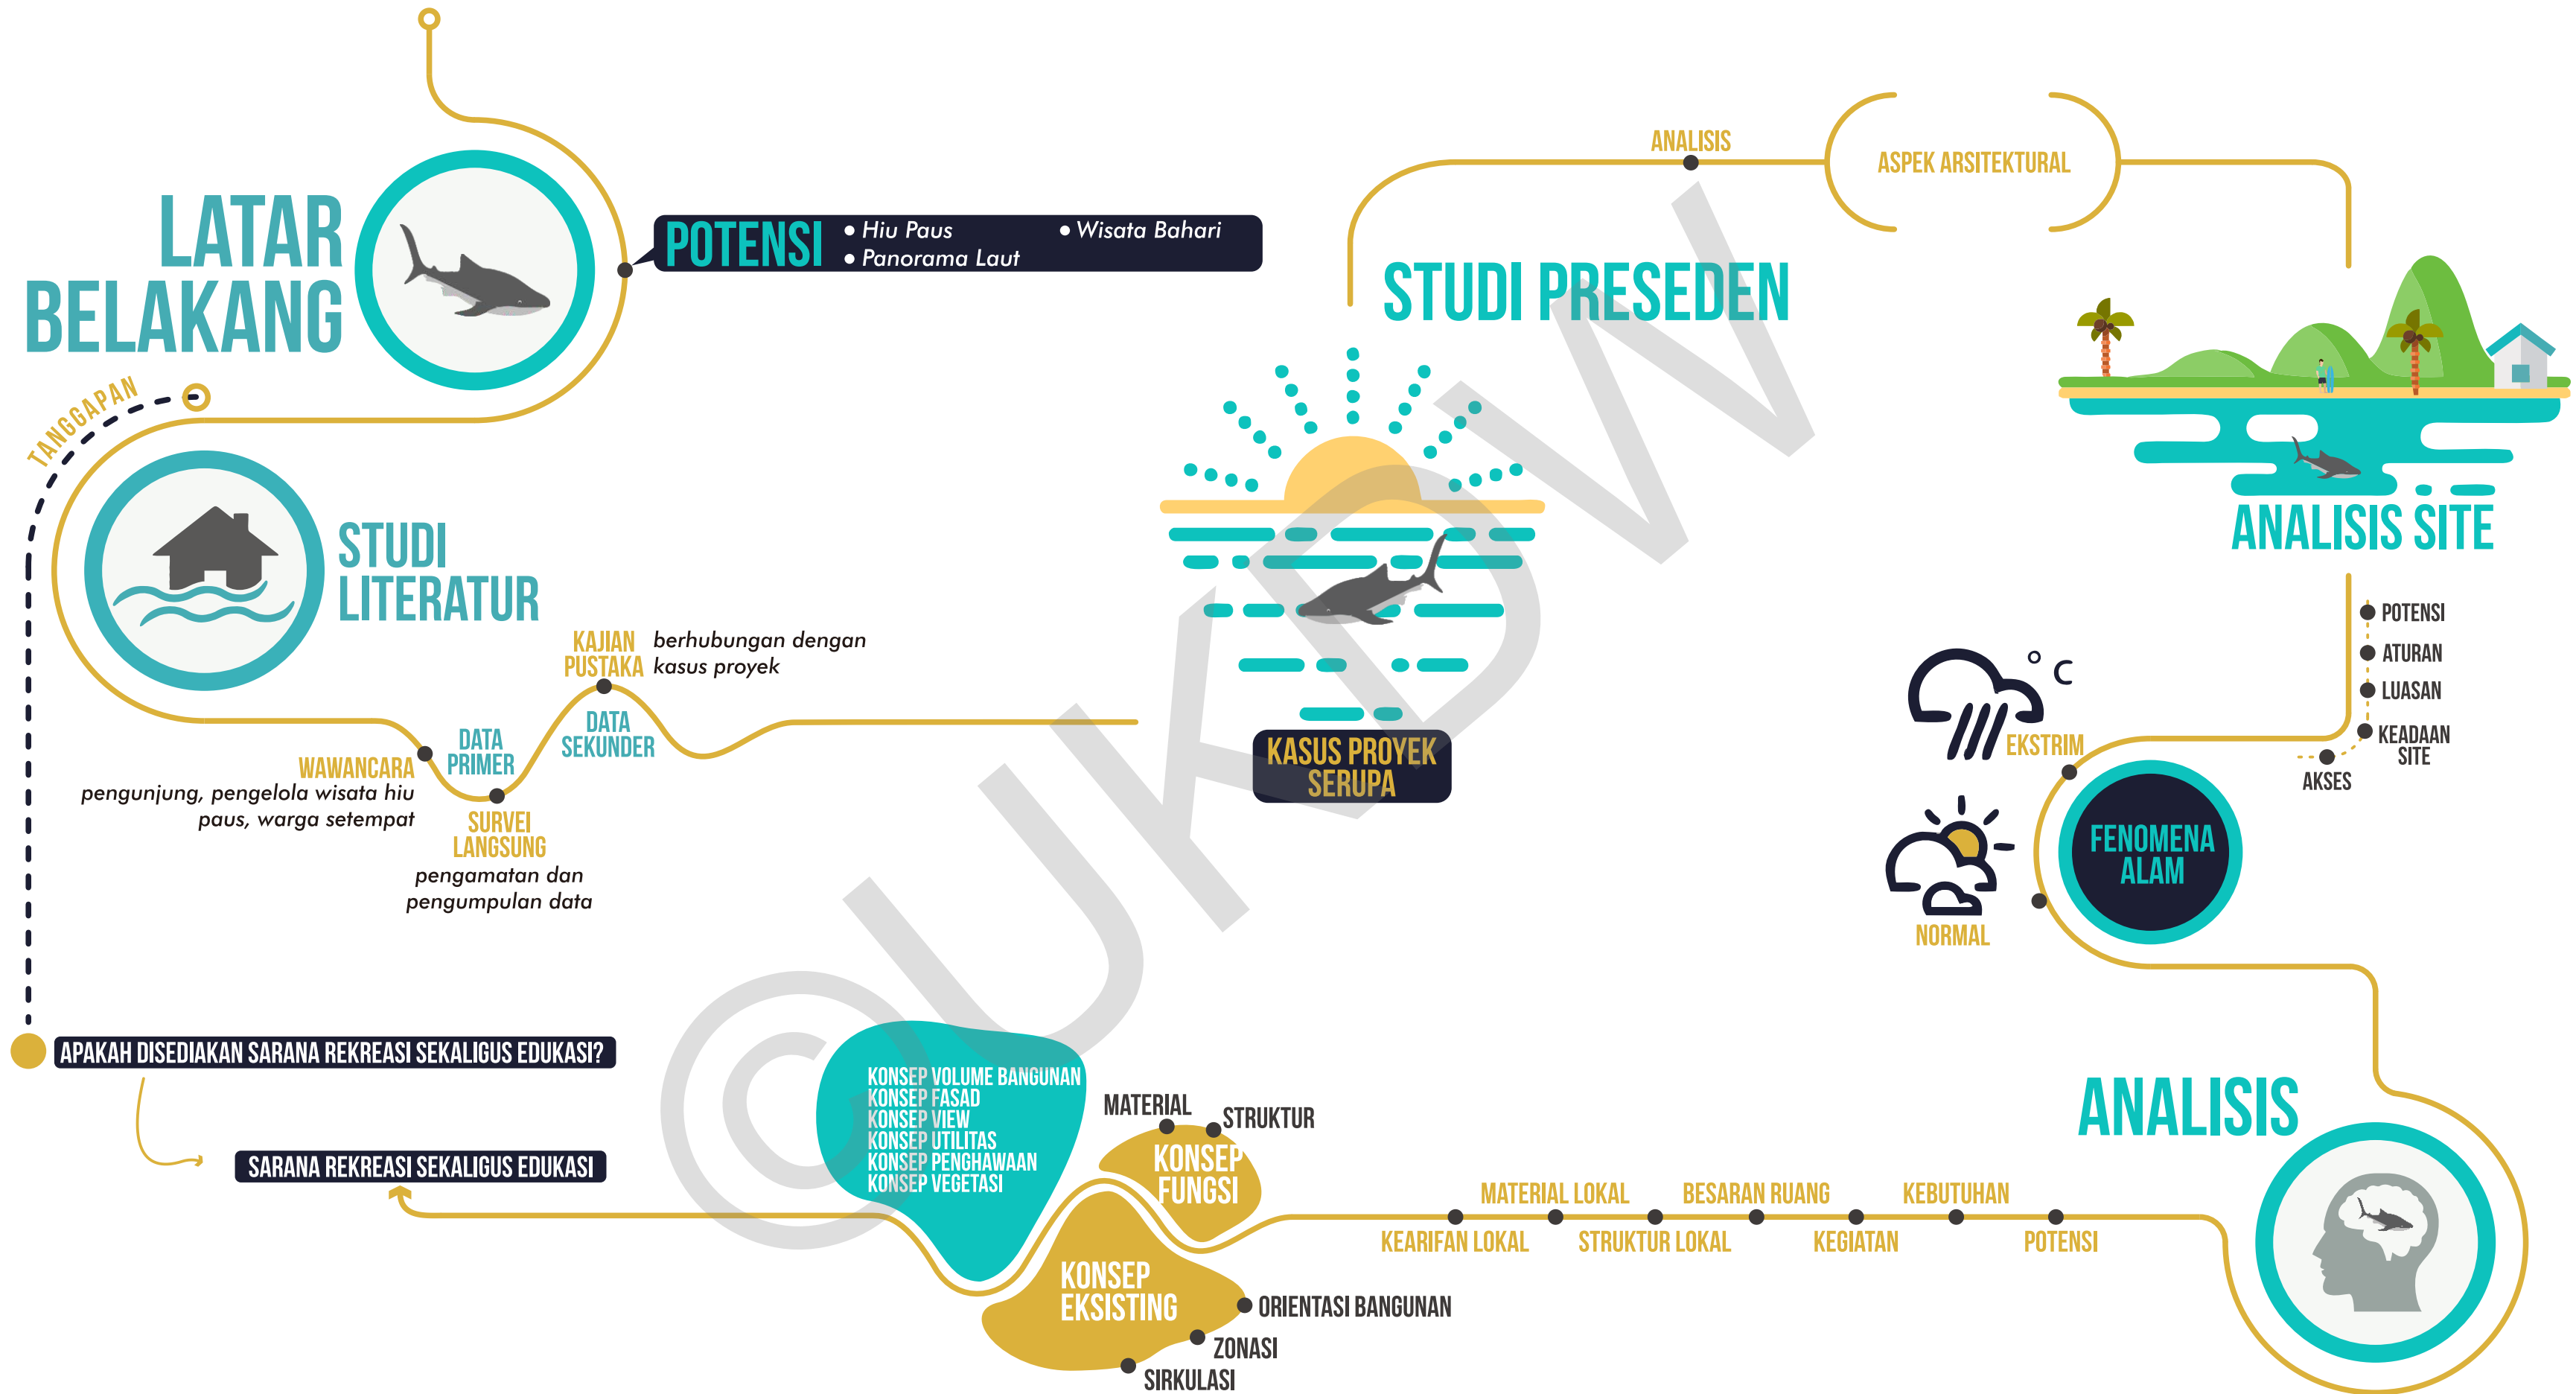 LATAR
BELAKANG
POTENSI
• Hiu Paus
• Panorama Laut
• Wisata Bahari
TANGGAPAN
STUDI
LITERATUR
WAWANCARA
pengunjung, pengelola wisata hiu
paus, warga setempat
DATA
PRIMER
SURVEI
LANGSUNG
pengamatan dan
pengumpulan data
KAJIAN
PUSTAKA
berhubungan dengan
kasus proyek
DATA
SEKUNDER
STUDI PRESEDEN
KASUS PROYEK
SERUPA
ANALISIS
ASPEK ARSITEKTURAL
ANALISIS SITE
POTENSI
ATURAN
LUASAN
KEADAAN
SITE
AKSES
° C
EKSTRIM
NORMAL
FENOMENA
ALAM
ANALISIS
POTENSI
KEBUTUHAN
KEGIATAN
BESARAN RUANG
STRUKTUR LOKAL
MATERIAL LOKAL
KEARIFAN LOKAL
MATERIAL
STRUKTUR
KONSEP
FUNGSI
KONSEP
EKSISTING
ORIENTASI BANGUNAN
ZONASI
SIRKULASI
KONSEP VOLUME BANGUNAN
KONSEP FASAD
KONSEP VIEW
KONSEP UTILITAS
KONSEP PENGHAWAAN
KONSEP VEGETASI
APAKAH DISEDIAKAN SARANA REKREASI SEKALIGUS EDUKASI?
SARANA REKREASI SEKALIGUS EDUKASI
©UKDW